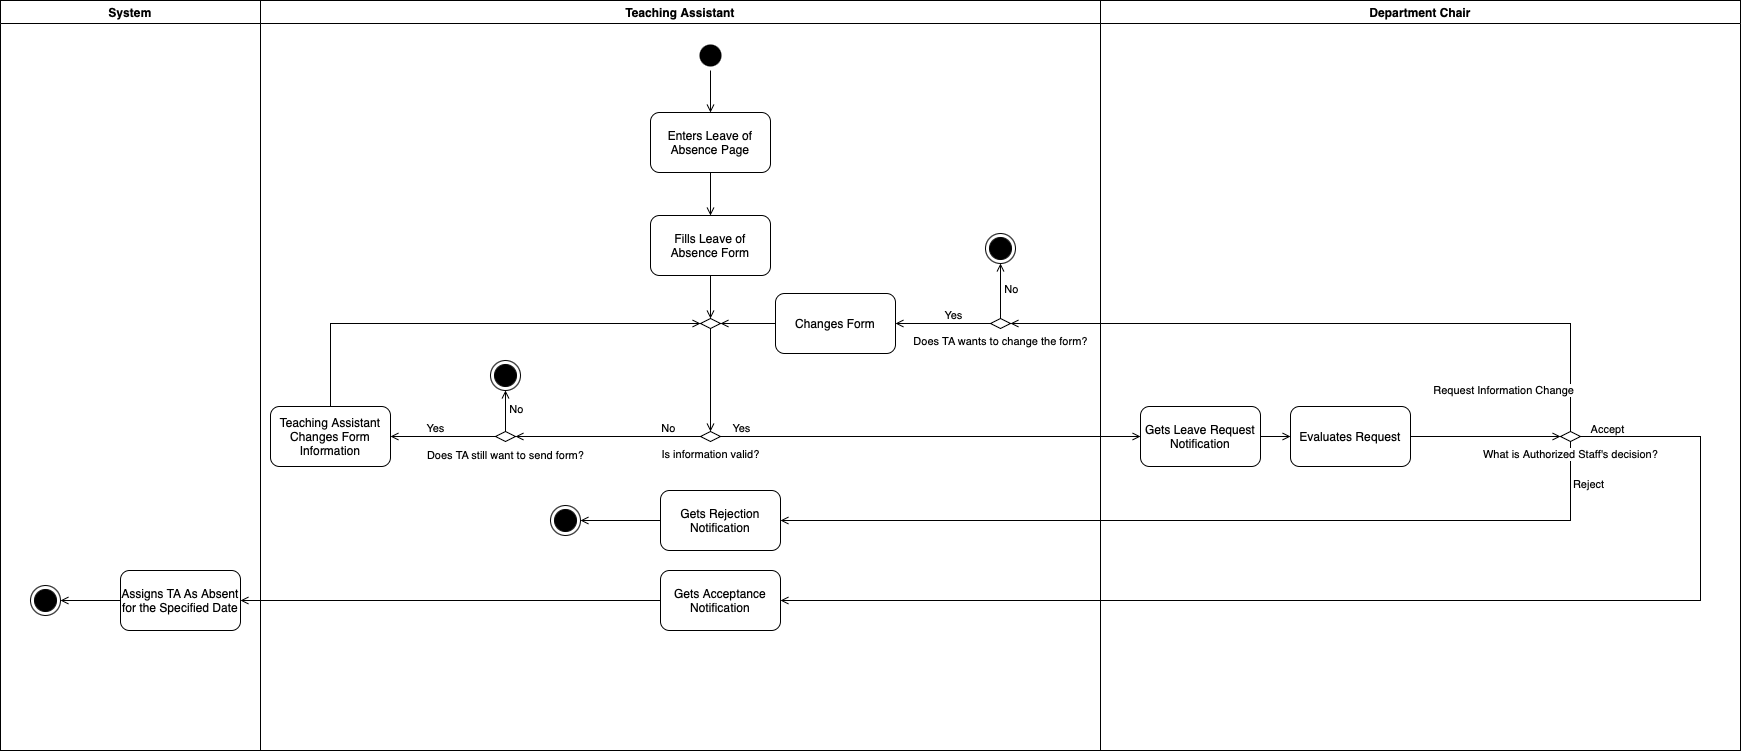 System
Teaching Assistant
Department Chair
Enters Leave of
Absence Page
Fills Leave of
Absence Form
No
Changes Form
Yes
Does TA wants to change the form?
Request Information Change
No
Teaching Assistant
Changes Form
Information
Yes
Does TA still want to send form?
No
Yes
Is information valid?
Gets Leave Request
Notification
Evaluates Request
Accept
What is Authorized Staff's decision?
Reject
Gets Rejection
Notification
Assigns TA As Absent
for the Specified Date
Gets Acceptance
Notification